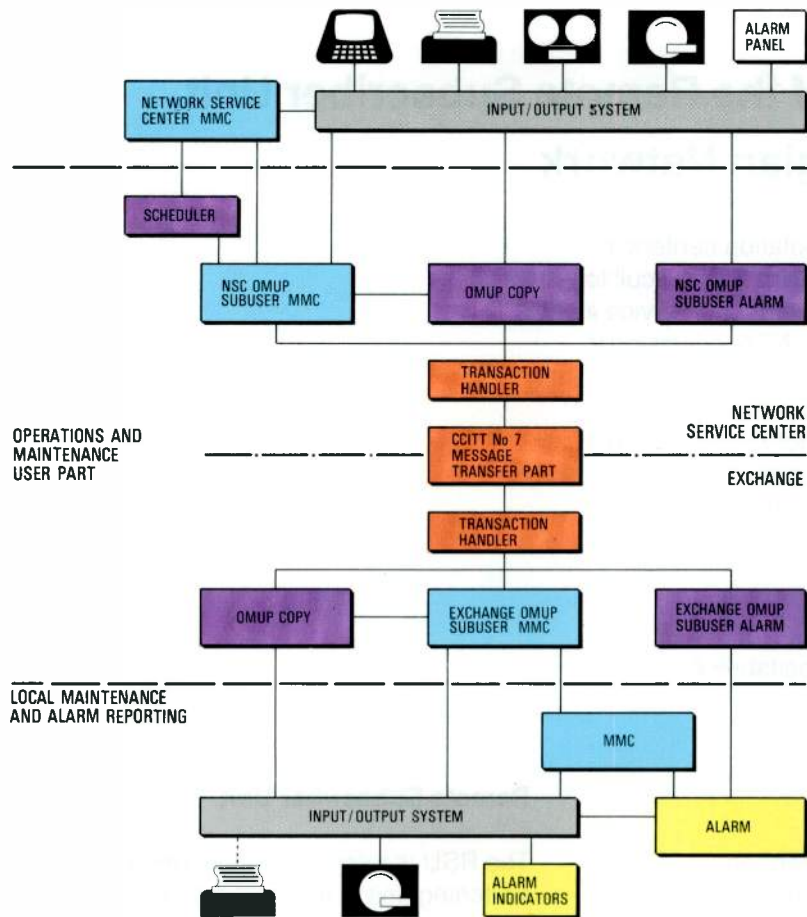 ALARM
PANEL
NETWORK SERVICE
CENTER MMC
INPUT/OUTPUT SYSTEM
SCHEDULER
NSC OMUP
SUBUSER MMC
OMUP COPY
NSC OMUP
SUBUSER ALARM
TRANSACTION
HANDLER
OPERATIONS AND
MAINTENANCE
USER PART
CCITT No 7
MESSAGE
TRANSFER PART
NETWORK
SERVICE CENTER
EXCHANGE
TRANSACTION
HANDLER
OMUP COPY
EXCHANGE OMUP
SUBUSER MMC
EXCHANGE OMUP
SUBUSER ALARM
LOCAL MAINTENANCE
AND ALARM REPORTING
MMC
INPUT/OUTPUT SYSTEM
ALARM
ALARM
INDICATORS